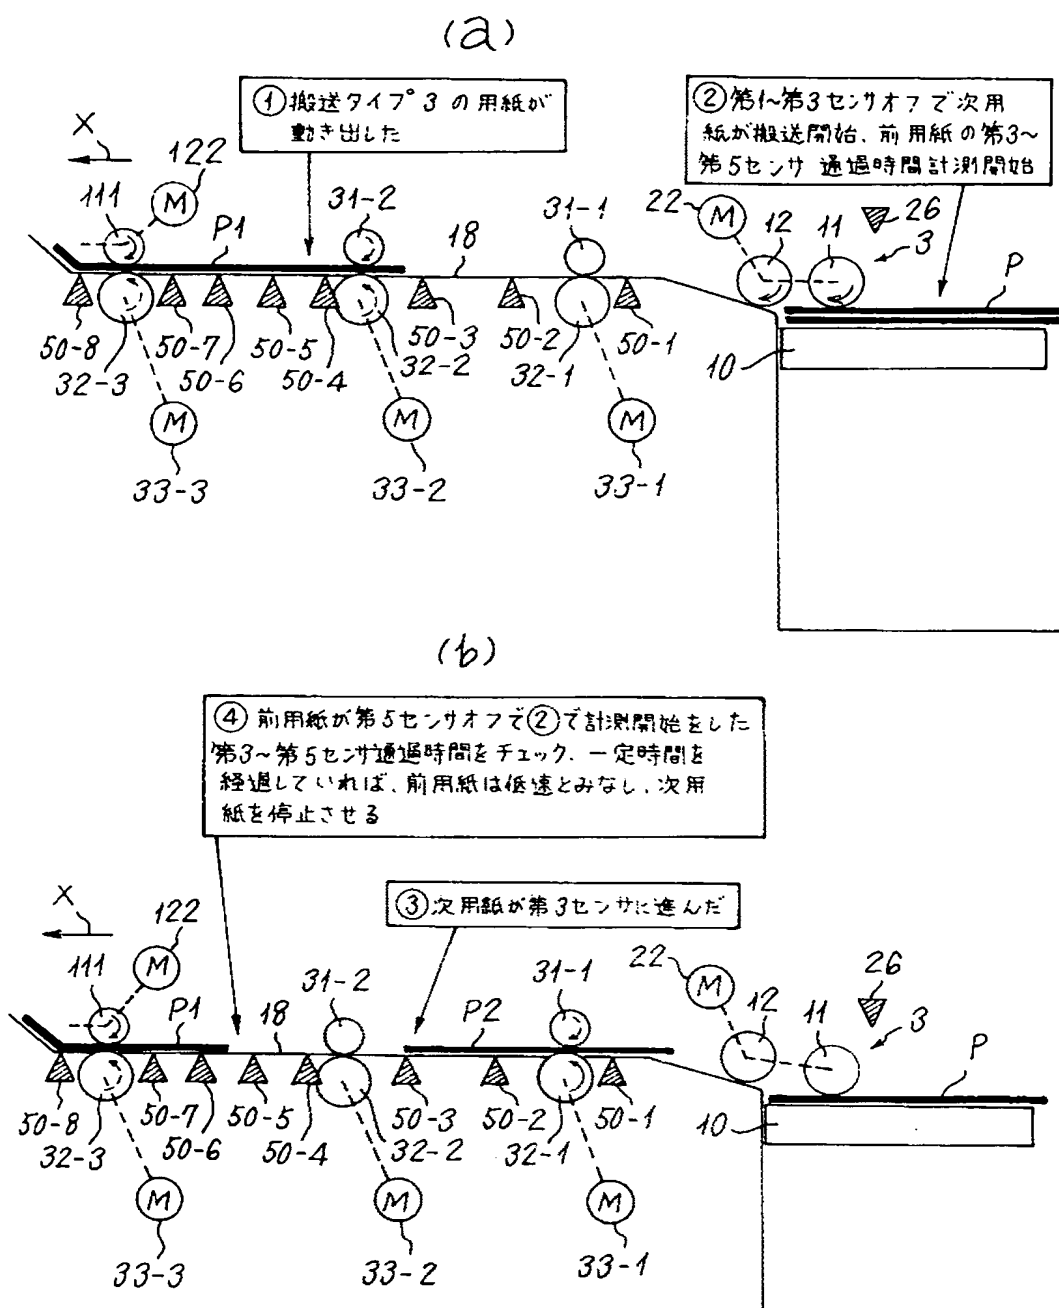 (a)
①搬送タイプ3の用紙が
動き出した
②第1~第3センサオフで次用
紙が搬送開始、前用紙の第3~
第5センサ通過時間計測開始
X
122
111
M
P1
31-2
18
31-1
22
M
12
11
26
3
P
50-8
32-3
50-7
50-6
50-5
50-4
32-2
50-3
50-2
32-1
50-1
10
M
M
M
33-3
33-2
33-1
(b)
④前用紙が第5センサオフで②で計測開始をした
第3~第5センサ通過時間をチェック、一定時間を
経過していれば、前用紙は低速とみなし、次用
紙を停止させる
③次用紙が第3センサに進んだ
X
122
111
M
P1
18
31-2
P2
31-1
22
M
12
11
26
3
P
50-8
32-3
50-7
50-6
50-5
50-4
32-2
50-3
50-2
32-1
50-1
10
M
M
M
33-3
33-2
33-1